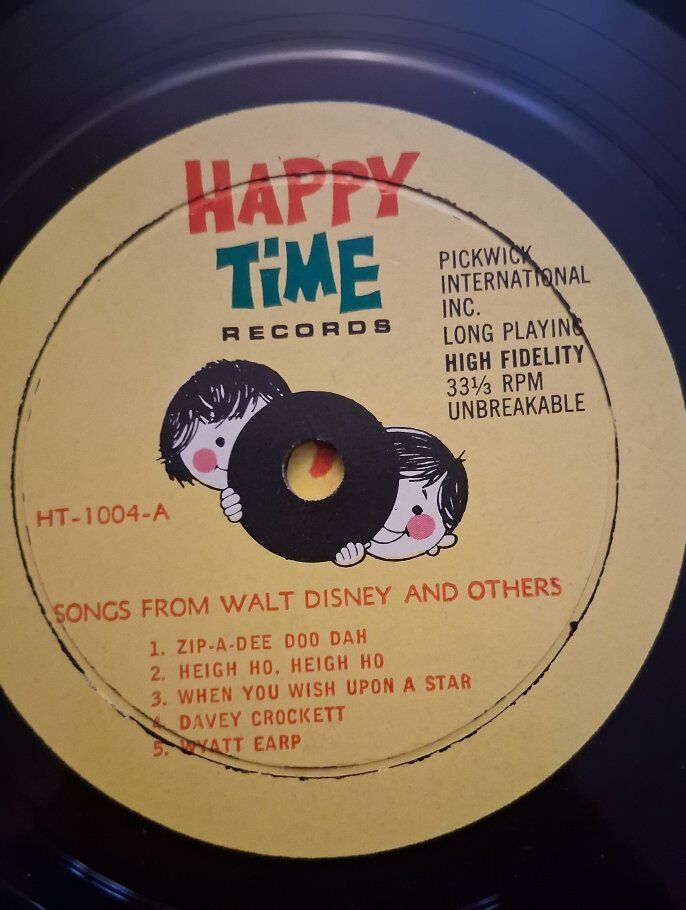 HAPPY
TiME
RECORDS
PICKWICK
INTERNATIONAL
INC.
LONG PLAYING
HIGH FIDELITY
33⅓ RPM
UNBREAKABLE
HT-1004-A
SONGS FROM WALT DISNEY AND OTHERS
1. ZIP-A-DEE DOO DAH
2. HEIGH HO, HEIGH HO
3. WHEN YOU WISH UPON A STAR
4. DAVEY CROCKETT
5. WYATT EARP